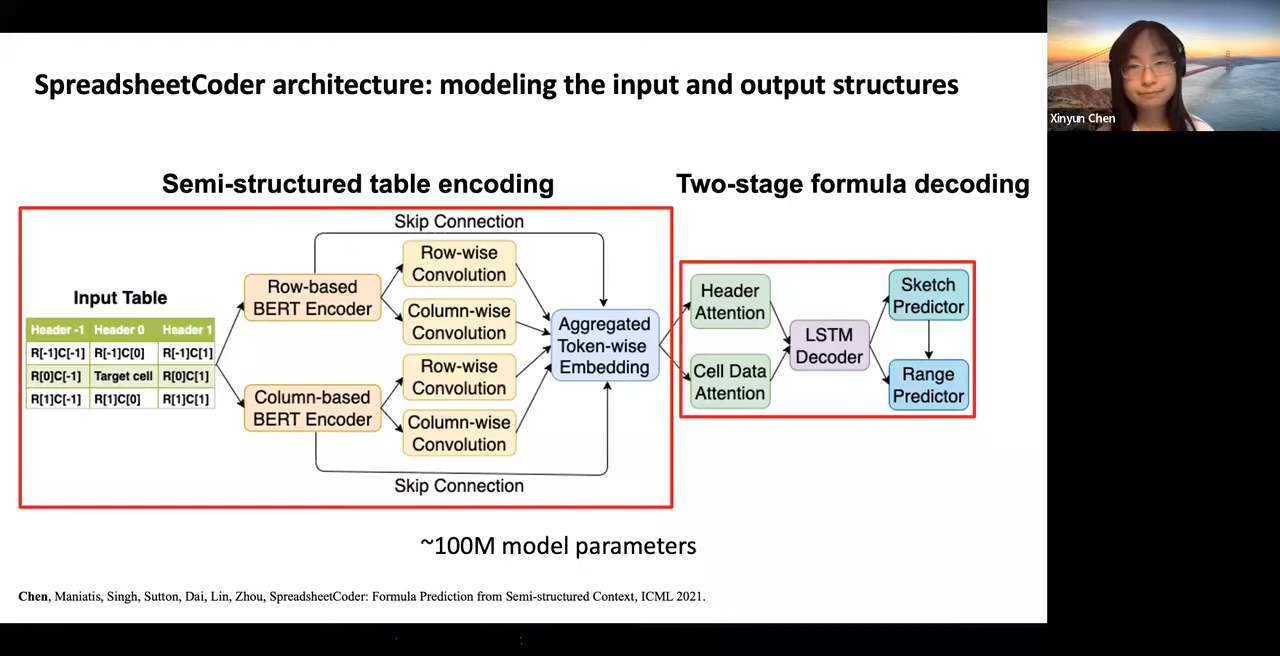 SpreadsheetCoder architecture: modeling the input and output structures
Xinyun Chen
Semi-structured table encoding
Two-stage formula decoding
Skip Connection
Input Table
Header -1 Header 0 Header 1
R[-1]C[-1] R[-1]C[0] R[-1]C[1]
R[0]C[-1] Target cell R[0]C[1]
R[1]C[-1] R[1]C[0] R[1]C[1]
Row-based
BERT Encoder
Column-based
BERT Encoder
Row-wise
Convolution
Column-wise
Convolution
Row-wise
Convolution
Column-wise
Convolution
Skip Connection
Aggregated
Token-wise
Embedding
Header
Attention
Cell Data
Attention
LSTM
Decoder
Sketch
Predictor
Range
Predictor
~100M model parameters
Chen, Maniatis, Singh, Sutton, Dai, Lin, Zhou, SpreadsheetCoder: Formula Prediction from Semi-structured Context, ICML 2021.